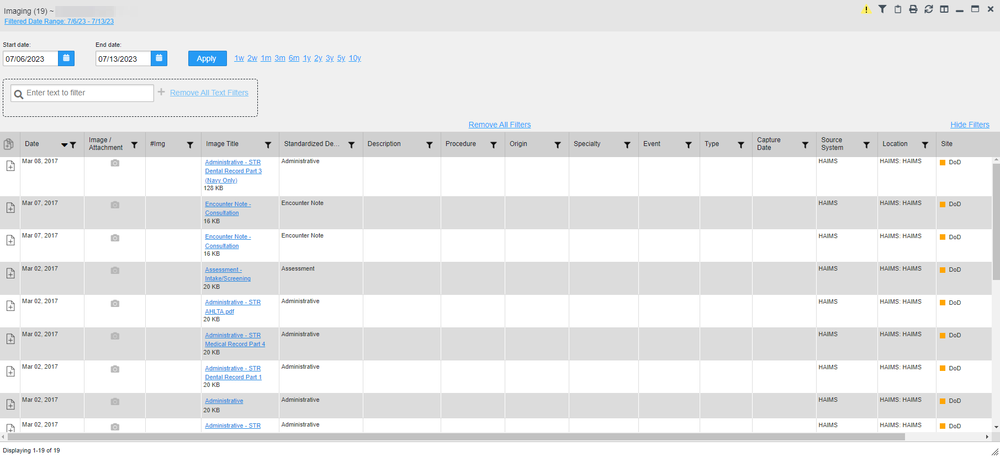 Imaging (19) ~
Filtered Date Range: 7/6/23 - 7/13/23
Start date:
End date:
07/06/2023
07/13/2023
Apply
1w 2w 1m 3m 6m 1y 2y 3y 5y 10y
Enter text to filter
Remove All Text Filters
Remove All Filters
Hide Filters
Date
Image /
Attachment
#Img
Image Title
Standardized De...
Description
Procedure
Origin
Specialty
Event
Type
Capture
Date
Source
System
Location
Site
Mar 08, 2017
Administrative - STR
Dental Record Part 3
(Navy Only)
128 KB
Administrative
HAIMS
HAIMS: HAIMS
DoD
Mar 07, 2017
Encounter Note -
Consultation
16 KB
Encounter Note
HAIMS
HAIMS: HAIMS
DoD
Mar 07, 2017
Encounter Note -
Consultation
16 KB
Encounter Note
HAIMS
HAIMS: HAIMS
DoD
Mar 02, 2017
Assessment -
Intake/Screening
20 KB
Assessment
HAIMS
HAIMS: HAIMS
DoD
Mar 02, 2017
Administrative - STR
AHLTA.pdf
20 KB
Administrative
HAIMS
HAIMS: HAIMS
DoD
Mar 02, 2017
Administrative - STR
Medical Record Part 4
20 KB
Administrative
HAIMS
HAIMS: HAIMS
DoD
Mar 02, 2017
Administrative - STR
Dental Record Part 1
20 KB
Administrative
HAIMS
HAIMS: HAIMS
DoD
Mar 02, 2017
Administrative
20 KB
Administrative
HAIMS
HAIMS: HAIMS
DoD
Mar 02, 2017
Administrative - STR
Administrative
HAIMS
HAIMS: HAIMS
DoD
Displaying 1-19 of 19